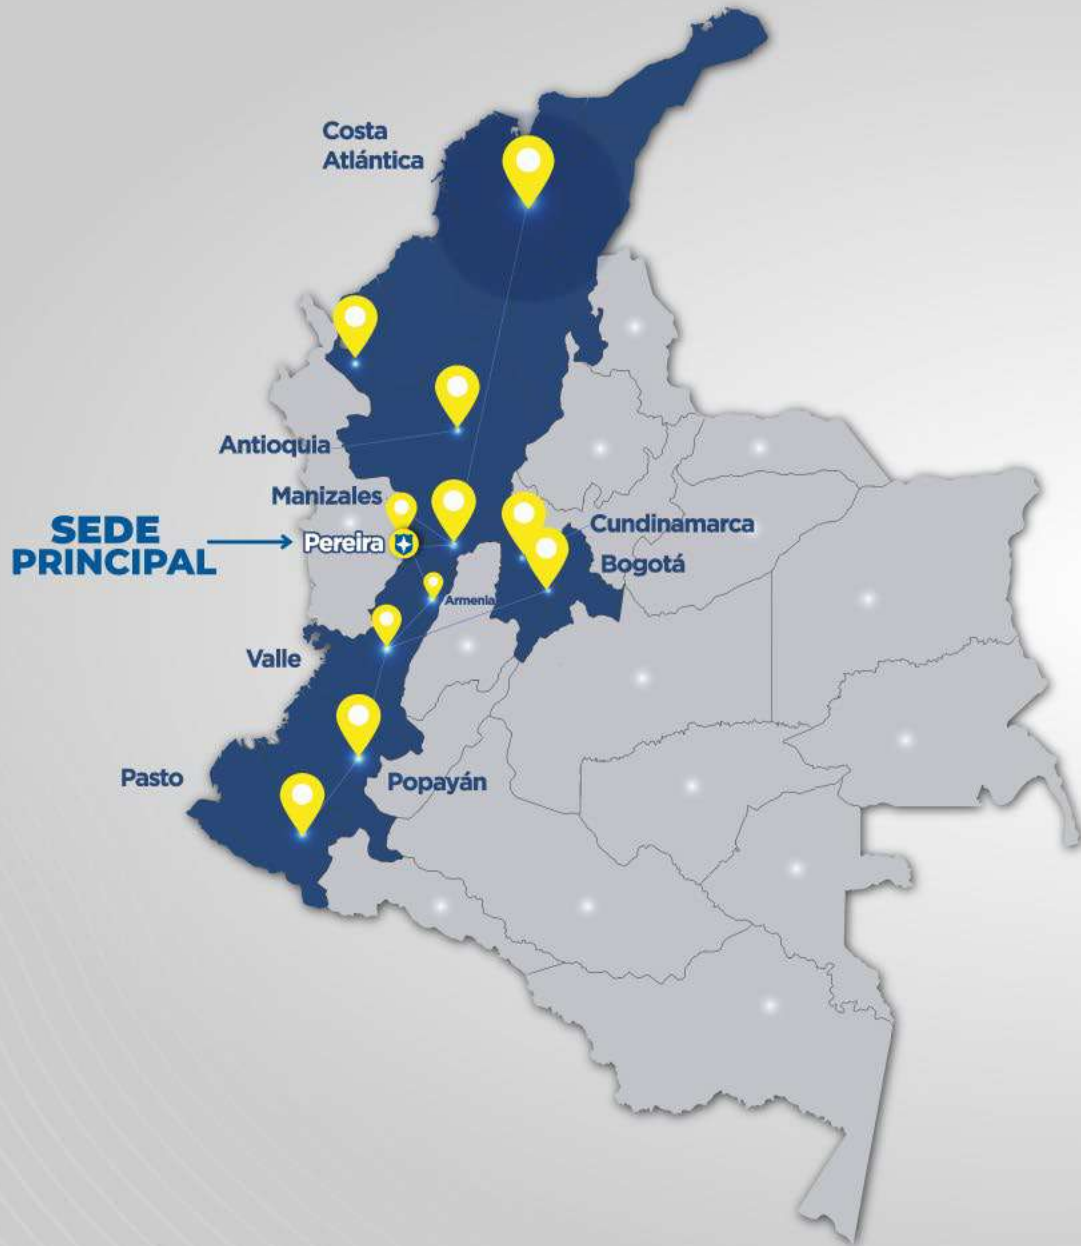 Costa
Atlántica
Antioquia
Manizales
SEDE
PRINCIPAL
Pereira
Cundinamarca
Bogotá
Armenia
Valle
Pasto
Popayán